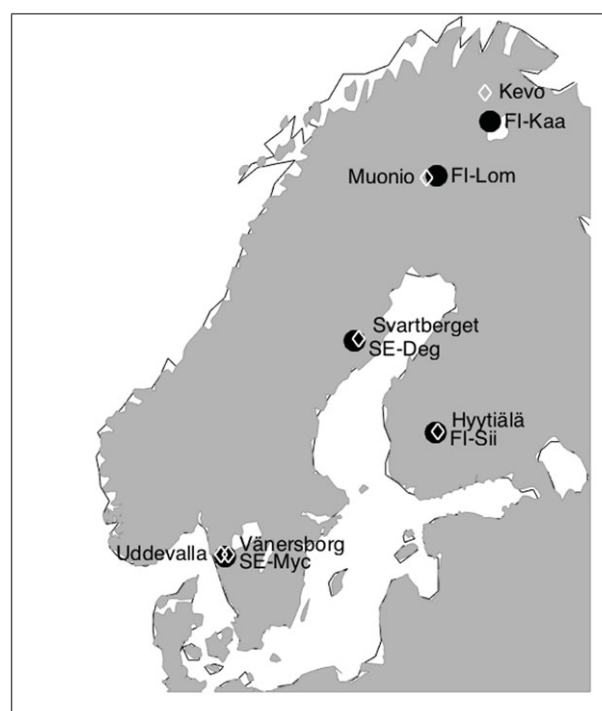 Kevo
FI-Kaa
Muonio FI-Lom
Svartberget
SE-Deg
Hyytiälä
FI-Sii
Uddevalla Vänersborg
SE-Myc